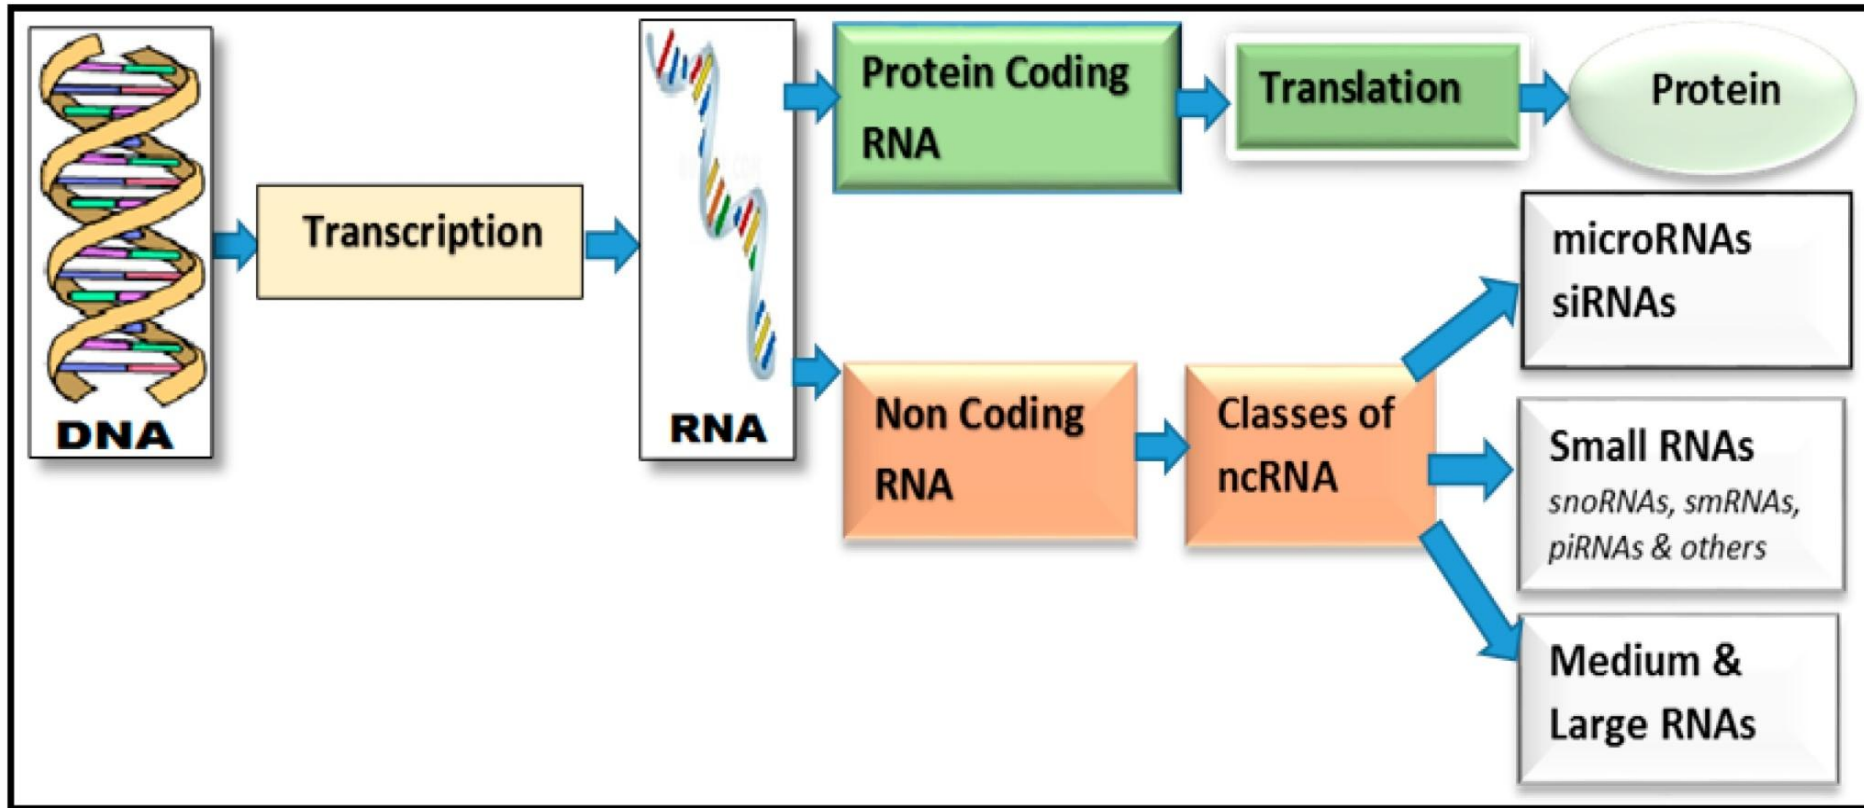 DNA
Transcription
RNA
Protein Coding
RNA
Translation
Protein
Non Coding
RNA
Classes of
ncRNA
microRNAs
siRNAs
Small RNAs
snoRNAs, smRNAs,
piRNAs & others
Medium &
Large RNAs